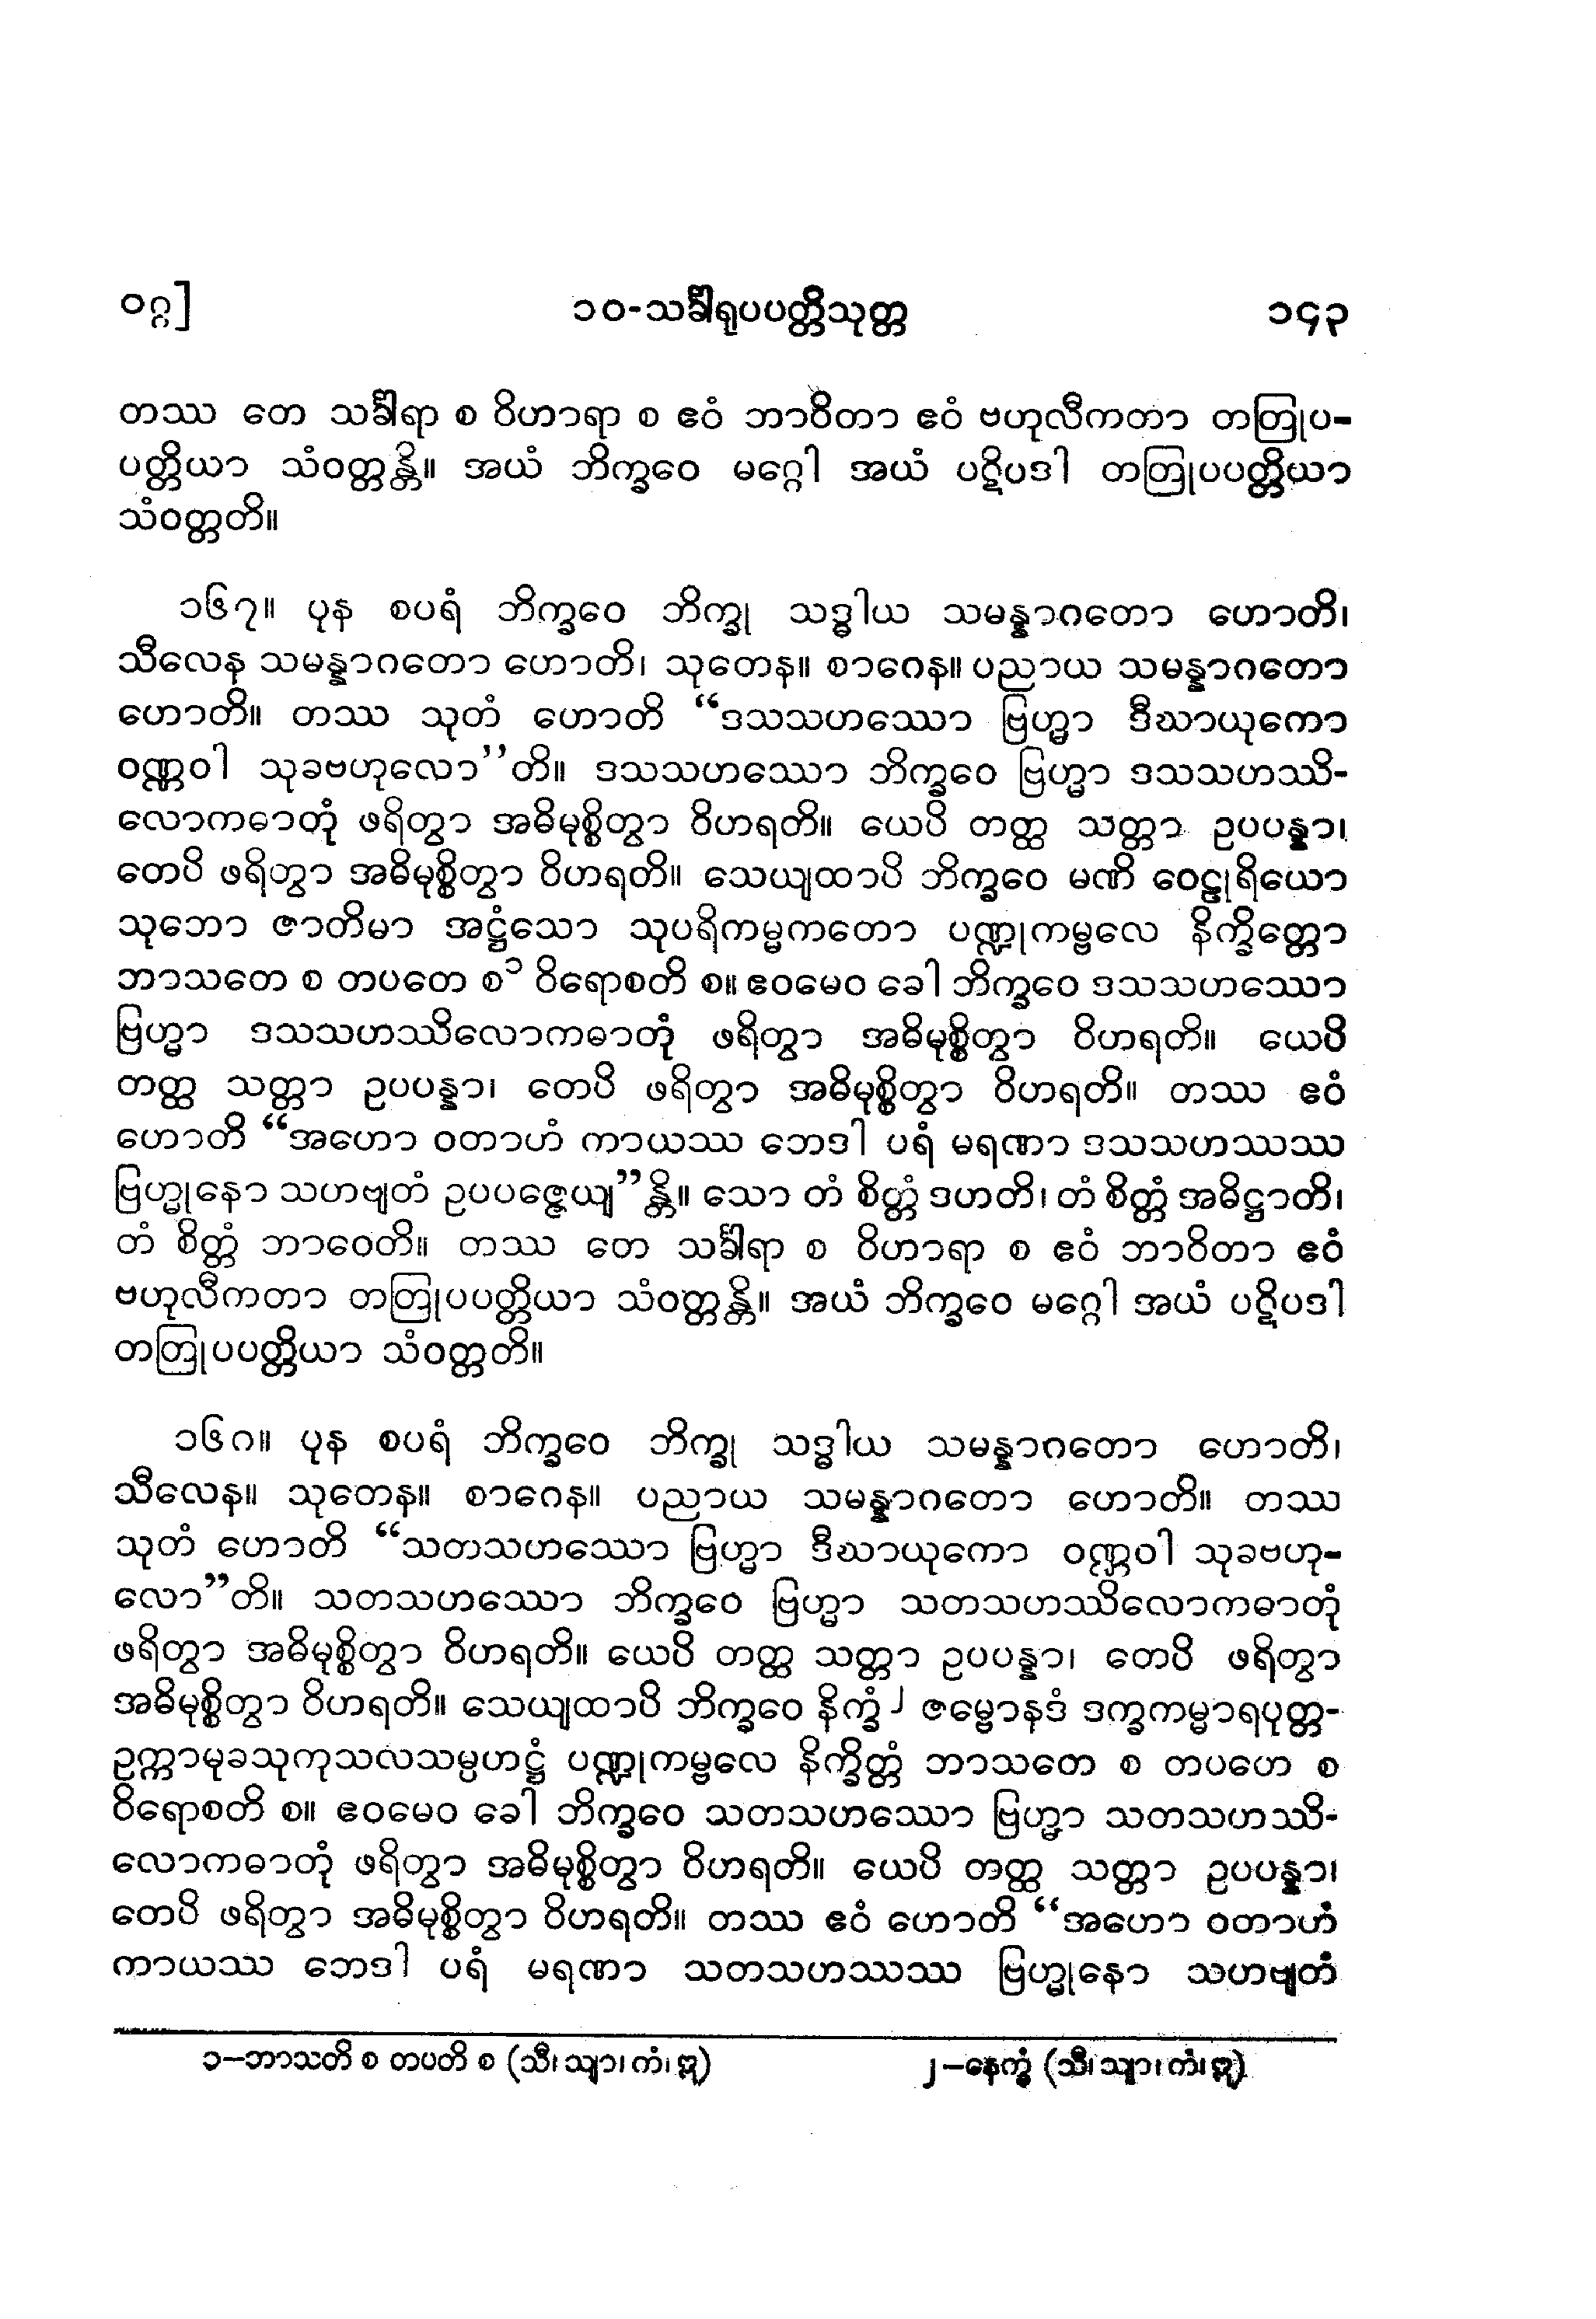 ဝဂ္ဂ] ၁၀-သင်္ခါရုပပတ္တိသုတ္တ ၁၄၃
တဿ တေ သင်္ခါရာ စ ဝိဟာရာ စ ဧဝံ ဘာဝိတာ ဧဝံ ဗဟုလီကတာ တတြုပ-
ပတ္တိယာ သံဝတ္တန္တိ။ အယံ ဘိက္ခဝေ မဂ္ဂေါ အယံ ပဋိပဒါ တတြုပပတ္တိယာ
သံဝတ္တတိ။
၁၆၇။ ပုန စပရံ ဘိက္ခဝေ ဘိက္ခု သဒ္ဓါယ သမန္နာဂတော ဟောတိ၊
သီလေန သမန္နာဂတော ဟောတိ၊ သုတေန။ စာဂေန။ ပညာယ သမန္နာဂတော
ဟောတိ။ တဿ သုတံ ဟောတိ “ဒသသဟဿော ဗြဟ္မာ ဒီဃာယုကော
ဝဏ္ဏဝါ သုခဗဟုလော”တိ။ ဒသသဟဿော ဘိက္ခဝေ ဗြဟ္မာ ဒသသဟဿိ-
လောကဓာတုံ ဖရိတွာ အဓိမုစ္စိတွာ ဝိဟရတိ။ ယေပိ တတ္ထ သတ္တာ ဥပပန္နာ၊
တေပိ ဖရိတွာ အဓိမုစ္စိတွာ ဝိဟရတိ။ သေယျထာပိ ဘိက္ခဝေ မဏိ ဝေဠုရိယော
သုဘော ဇာတိမာ အဋ္ဌံသော သုပရိကမ္မကတော ပဏ္ဍုကမ္ဗလေ နိက္ခိတ္တော
ဘာသတေ စ တပတေ စ၁ ဝိရောစတိ စ။ ဧဝမေဝ ခေါ ဘိက္ခဝေ ဒသသဟဿော
ဗြဟ္မာ ဒသသဟဿိလောကဓာတုံ ဖရိတွာ အဓိမုစ္စိတွာ ဝိဟရတိ။ ယေပိ
တတ္ထ သတ္တာ ဥပပန္နာ၊ တေပိ ဖရိတွာ အဓိမုစ္စိတွာ ဝိဟရတိ။ တဿ ဧဝံ
ဟောတိ “အဟော ဝတာဟံ ကာယဿ ဘေဒါ ပရံ မရဏာ ဒသသဟဿဿ
ဗြဟ္မုနော သဟဗျတံ ဥပပဇ္ဇေယျ”န္တိ။ သော တံ စိတ္တံ ဒဟတိ၊ တံ စိတ္တံ အဓိဋ္ဌာတိ၊
တံ စိတ္တံ ဘာဝေတိ။ တဿ တေ သင်္ခါရာ စ ဝိဟာရာ စ ဧဝံ ဘာဝိတာ ဧဝံ
ဗဟုလီကတာ တတြုပပတ္တိယာ သံဝတ္တန္တိ။ အယံ ဘိက္ခဝေ မဂ္ဂေါ အယံ ပဋိပဒါ
တတြုပပတ္တိယာ သံဝတ္တတိ။
၁၆၈။ ပုန စပရံ ဘိက္ခဝေ ဘိက္ခု သဒ္ဓါယ သမန္နာဂတော ဟောတိ၊
သီလေန။ သုတေန။ စာဂေန။ ပညာယ သမန္နာဂတော ဟောတိ။ တဿ
သုတံ ဟောတိ “သတသဟဿော ဗြဟ္မာ ဒီဃာယုကော ဝဏ္ဏဝါ သုခဗဟု-
လော”တိ။ သတသဟဿော ဘိက္ခဝေ ဗြဟ္မာ သတသဟဿိလောကဓာတုံ
ဖရိတွာ အဓိမုစ္စိတွာ ဝိဟရတိ။ ယေပိ တတ္ထ သတ္တာ ဥပပန္နာ၊ တေပိ ဖရိတွာ
အဓိမုစ္စိတွာ ဝိဟရတိ။ သေယျထာပိ ဘိက္ခဝေ နိက္ခံ၂ ဇမ္ဗောနဒံ ဒက္ခကမ္မာရပုတ္တ-
ဥက္ကာမုခသုကုသလသမ္ပဟဋ္ဌံ ပဏ္ဍုကမ္ဗလေ နိက္ခိတ္တံ ဘာသတေ စ တပဟေ စ
ဝိရောစတိ စ။ ဧဝမေဝ ခေါ ဘိက္ခဝေ သတသဟဿော ဗြဟ္မာ သတသဟဿိ-
လောကဓာတုံ ဖရိတွာ အဓိမုစ္စိတွာ ဝိဟရတိ။ ယေပိ တတ္ထ သတ္တာ ဥပပန္နာ၊
တေပိ ဖရိတွာ အဓိမုစ္စိတွာ ဝိဟရတိ။ တဿ ဧဝံ ဟောတိ “အဟော ဝတာဟံ
ကာယဿ ဘေဒါ ပရံ မရဏာ သတသဟဿဿ ဗြဟ္မုနော သဟဗျတံ
၁–ဘာသတိ စ တပတိ စ (သီ၊ သျာ၊ ကံ၊ ဣ) ၂–နေက္ခံ (သီ၊ သျာ၊ ကံ၊ ဣ)